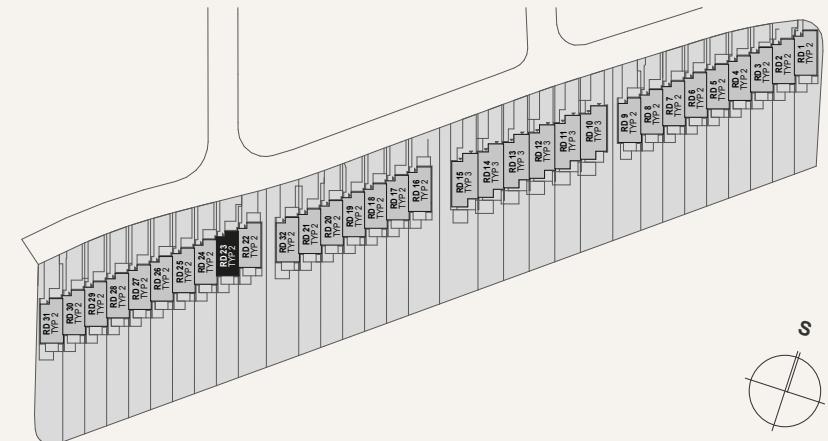 RD 31
TYP 2
RD 30
TYP 2
RD 29
TYP 2
RD 28
TYP 2
RD 27
TYP 2
RD 26
TYP 2
RD 25
TYP 2
RD 24
TYP 2
RD 23
TYP 2
RD 22
TYP 2
RD 32
TYP 2
RD 21
TYP 2
RD 20
TYP 2
RD 19
TYP 2
RD 18
TYP 2
RD 17
TYP 2
RD 16
TYP 2
RD 15
TYP 3
RD 14
TYP 3
RD 13
TYP 3
RD 12
TYP 3
RD 11
TYP 3
RD 10
TYP 3
RD 9
TYP 2
RD 8
TYP 2
RD 7
TYP 2
RD 6
TYP 2
RD 5
TYP 2
RD 4
TYP 2
RD 3
TYP 2
RD 2
TYP 2
RD 1
TYP 2
S